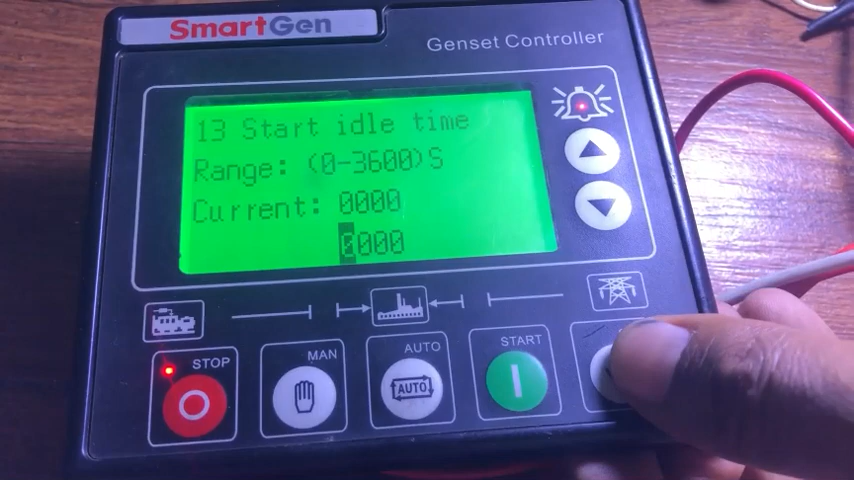 SmartGen
Genset Controller
13 Start idle time
Range: (0-3600)S
Current: 0000
0000
STOP
MAN
AUTO
START
AUTO